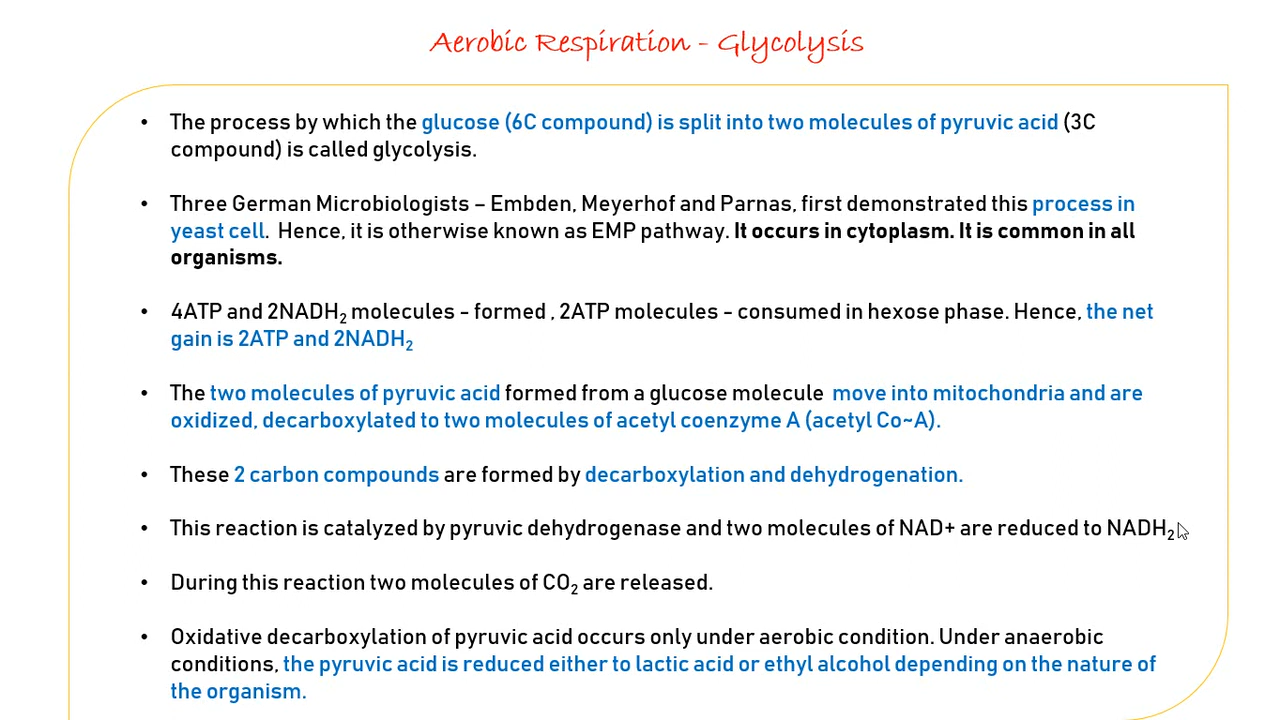 Aerobic Respiration - Glycolysis
• The process by which the glucose (6C compound) is split into two molecules of pyruvic acid (3C
compound) is called glycolysis.
• Three German Microbiologists – Embden, Meyerhof and Parnas, first demonstrated this process in
yeast cell. Hence, it is otherwise known as EMP pathway. It occurs in cytoplasm. It is common in all
organisms.
• 4ATP and 2NADH₂ molecules - formed , 2ATP molecules - consumed in hexose phase. Hence, the net
gain is 2ATP and 2NADH₂
• The two molecules of pyruvic acid formed from a glucose molecule move into mitochondria and are
oxidized, decarboxylated to two molecules of acetyl coenzyme A (acetyl Co~A).
• These 2 carbon compounds are formed by decarboxylation and dehydrogenation.
• This reaction is catalyzed by pyruvic dehydrogenase and two molecules of NAD+ are reduced to NADH₂
• During this reaction two molecules of CO₂ are released.
• Oxidative decarboxylation of pyruvic acid occurs only under aerobic condition. Under anaerobic
conditions, the pyruvic acid is reduced either to lactic acid or ethyl alcohol depending on the nature of
the organism.